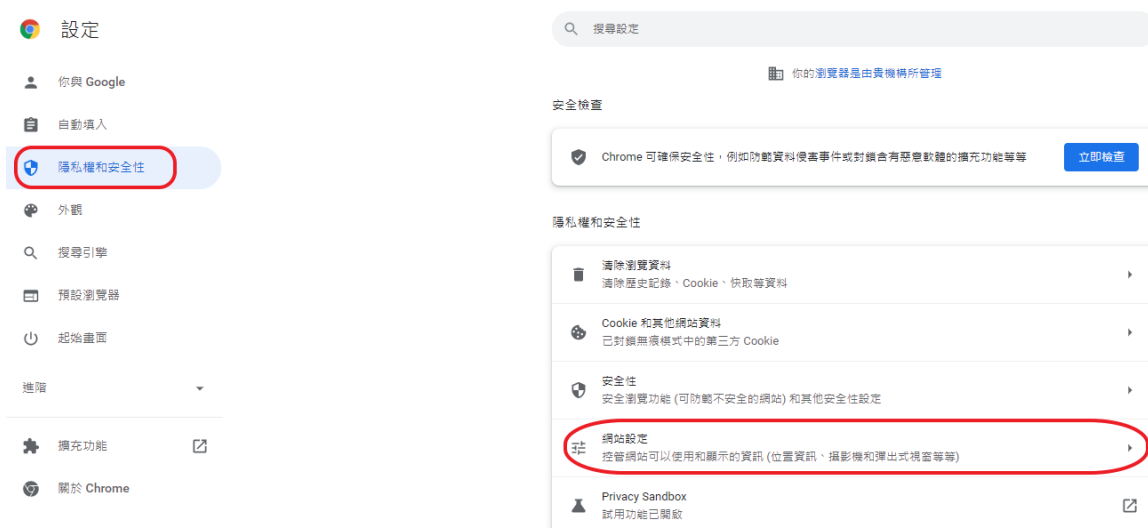 設定
你與 Google
自動填入
隱私權和安全性
外觀
搜尋引擎
預設瀏覽器
起始畫面
進階
擴充功能
關於 Chrome
搜尋設定
你的瀏覽器是由貴機構所管理
安全檢查
Chrome 可確保安全性，例如防範資料侵害事件或封鎖含有惡意軟體的擴充功能等等
立即檢查
隱私權和安全性
清除瀏覽資料
清除歷史記錄、Cookie、快取等資料
Cookie 和其他網站資料
已封鎖無痕模式中的第三方 Cookie
安全性
安全瀏覽功能 (可防範不安全的網站) 和其他安全性設定
網站設定
控管網站可以使用和顯示的資訊 (位置資訊、攝影機和彈出式視窗等等)
Privacy Sandbox
試用功能已開啟